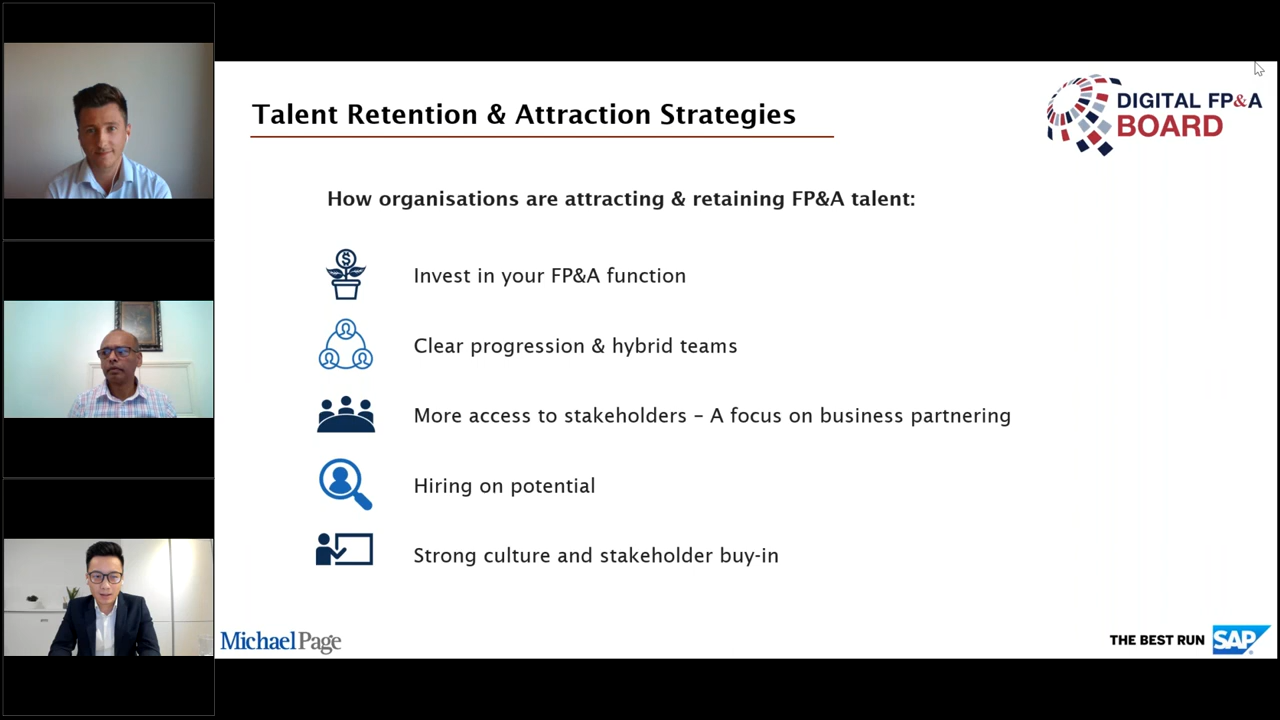 Talent Retention & Attraction Strategies
DIGITAL FP&A
BOARD
How organisations are attracting & retaining FP&A talent:
$
Invest in your FP&A function
Clear progression & hybrid teams
More access to stakeholders – A focus on business partnering
Hiring on potential
Strong culture and stakeholder buy-in
MichaelPage
THE BEST RUN SAP